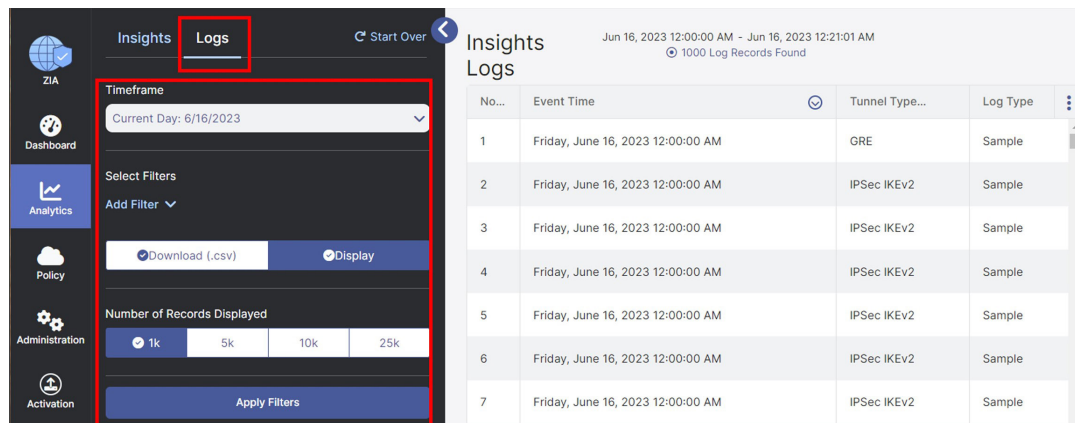 ZIA
Dashboard
Analytics
Policy
Administration
Activation
Insights Logs Start Over
Timeframe
Current Day: 6/16/2023
Select Filters
Add Filter
Download (.csv) Display
Number of Records Displayed
1k 5k 10k 25k
Apply Filters
Insights
Logs
Jun 16, 2023 12:00:00 AM - Jun 16, 2023 12:21:01 AM
1000 Log Records Found
No... Event Time Tunnel Type... Log Type
1 Friday, June 16, 2023 12:00:00 AM GRE Sample
2 Friday, June 16, 2023 12:00:00 AM IPSec IKEv2 Sample
3 Friday, June 16, 2023 12:00:00 AM IPSec IKEv2 Sample
4 Friday, June 16, 2023 12:00:00 AM IPSec IKEv2 Sample
5 Friday, June 16, 2023 12:00:00 AM IPSec IKEv2 Sample
6 Friday, June 16, 2023 12:00:00 AM IPSec IKEv2 Sample
7 Friday, June 16, 2023 12:00:00 AM IPSec IKEv2 Sample